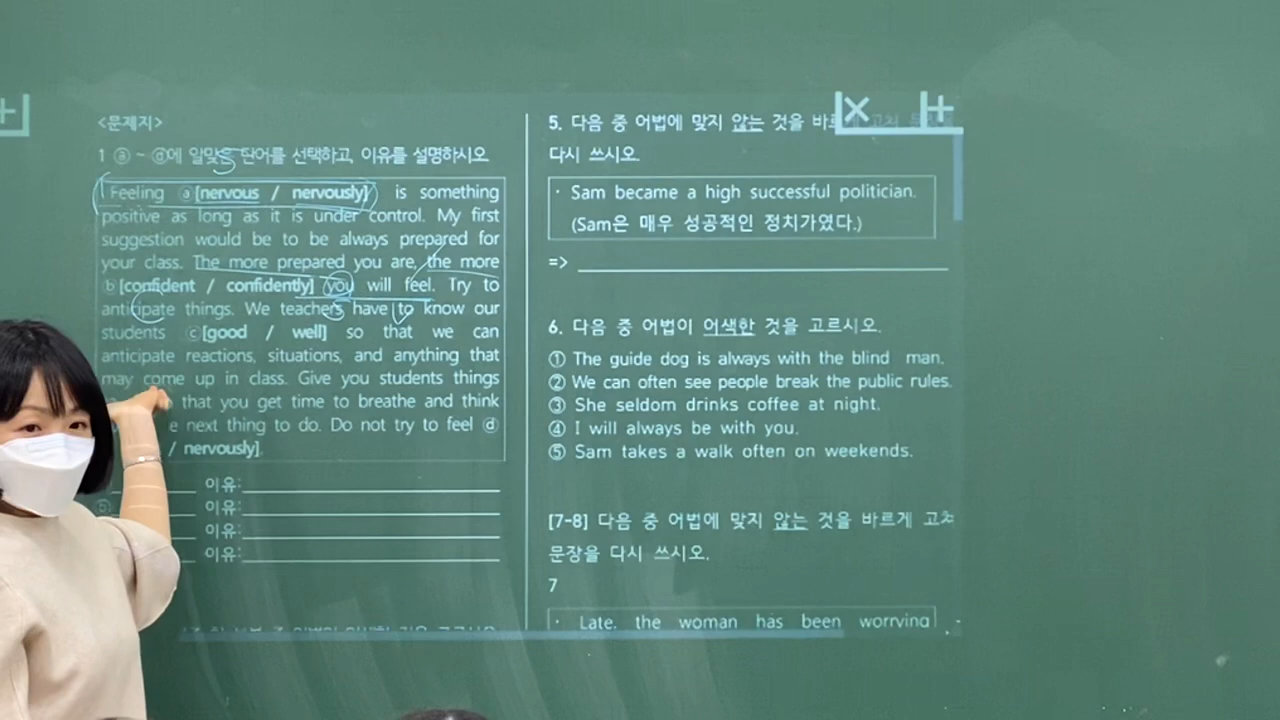 <문제지>
1 ⓐ ~ ⓓ에 알맞은 단어를 선택하고, 이유를 설명하시오.
Feeling ⓐ[nervous / nervously] is something
positive as long as it is under control. My first
suggestion would be to be always prepared for
your class. The more prepared you are, the more
ⓑ[confident / confidently] you will feel. Try to
anticipate things. We teachers have to know our
students ⓒ[good / well] so that we can
anticipate reactions, situations, and anything that
may come up in class. Give you students things
that you get time to breathe and think
next thing to do. Do not try to feel ⓓ
/ nervously].
이유:
ⓑ 이유:
이유:
이유:
5. 다음 중 어법에 맞지 않는 것을 바르 고쳐
다시 쓰시오.
· Sam became a high successful politician.
(Sam은 매우 성공적인 정치가였다.)
=>
6. 다음 중 어법이 어색한 것을 고르시오.
① The guide dog is always with the blind man.
② We can often see people break the public rules.
③ She seldom drinks coffee at night.
④ I will always be with you.
⑤ Sam takes a walk often on weekends.
[7-8] 다음 중 어법에 맞지 않는 것을 바르게 고쳐
문장을 다시 쓰시오.
7
· Late, the woman has been worrying